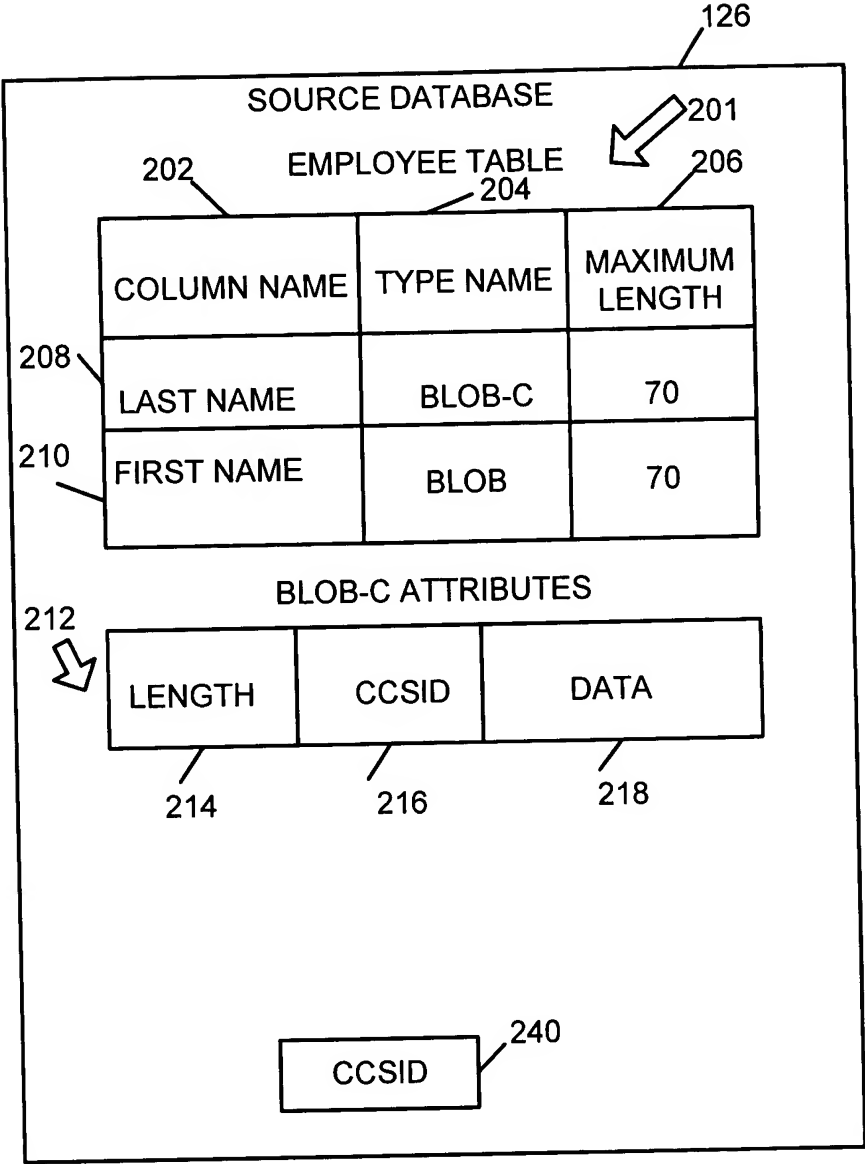 126
SOURCE DATABASE
201
EMPLOYEE TABLE
202
204
206
COLUMN NAME
TYPE NAME
MAXIMUM
LENGTH
208
LAST NAME
BLOB-C
70
210
FIRST NAME
BLOB
70
BLOB-C ATTRIBUTES
212
LENGTH
CCSID
DATA
214
216
218
240
CCSID